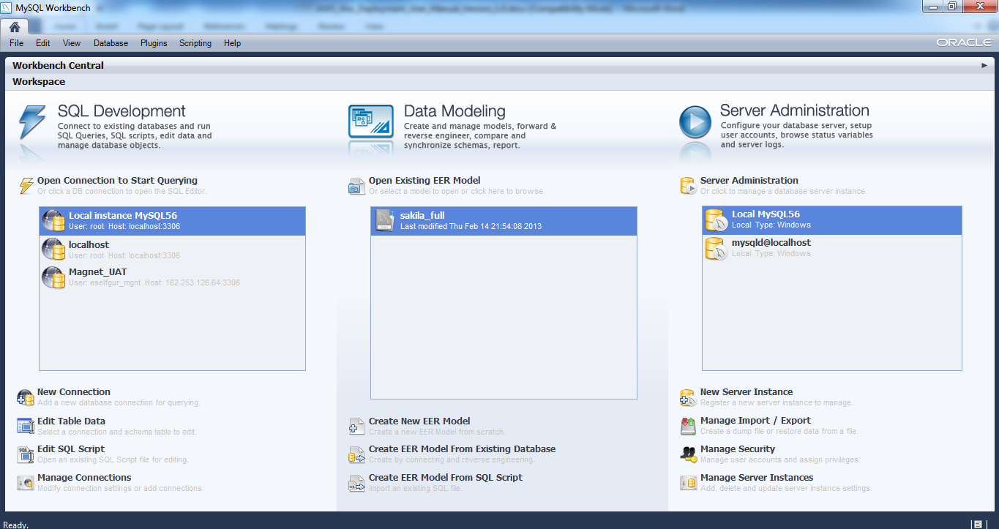 MySQL Workbench
File Edit View Database Plugins Scripting Help
ORACLE
Workbench Central
Workspace
SQL Development
Connect to existing databases and run
SQL Queries, SQL scripts, edit data and
manage database objects.
Open Connection to Start Querying
Or click a DB connection to open the SQL Editor.
Local instance MySQL56
User: root Host: localhost:3306
localhost
User: root Host: localhost:3306
Magnet_UAT
User: eselfgur_mgnt Host: 162.253.126.64:3306
New Connection
Add a new database connection for querying.
Edit Table Data
Select a connection and schema table to edit.
Edit SQL Script
Open an existing SQL Script file for editing.
Manage Connections
Modify connection settings or add connections.
Data Modeling
Create and manage models, forward &
reverse engineer, compare and
synchronize schemas, report.
Open Existing EER Model
Or select a model to open or click here to browse.
sakila_full
Last modified Thu Feb 14 21:54:08 2013
Create New EER Model
Create a new EER Model from scratch.
Create EER Model From Existing Database
Create by connecting and reverse engineering.
Create EER Model From SQL Script
Import an existing SQL file.
Server Administration
Configure your database server, setup
user accounts, browse status variables
and server logs.
Server Administration
Or click to manage a database server instance.
Local MySQL56
Local Type: Windows
mysqld@localhost
Local Type: Windows
New Server Instance
Register a new server instance to manage.
Manage Import / Export
Create a dump file or restore data from a file.
Manage Security
Manage user accounts and assign privileges.
Manage Server Instances
Add, delete and update server instance settings.
Ready.